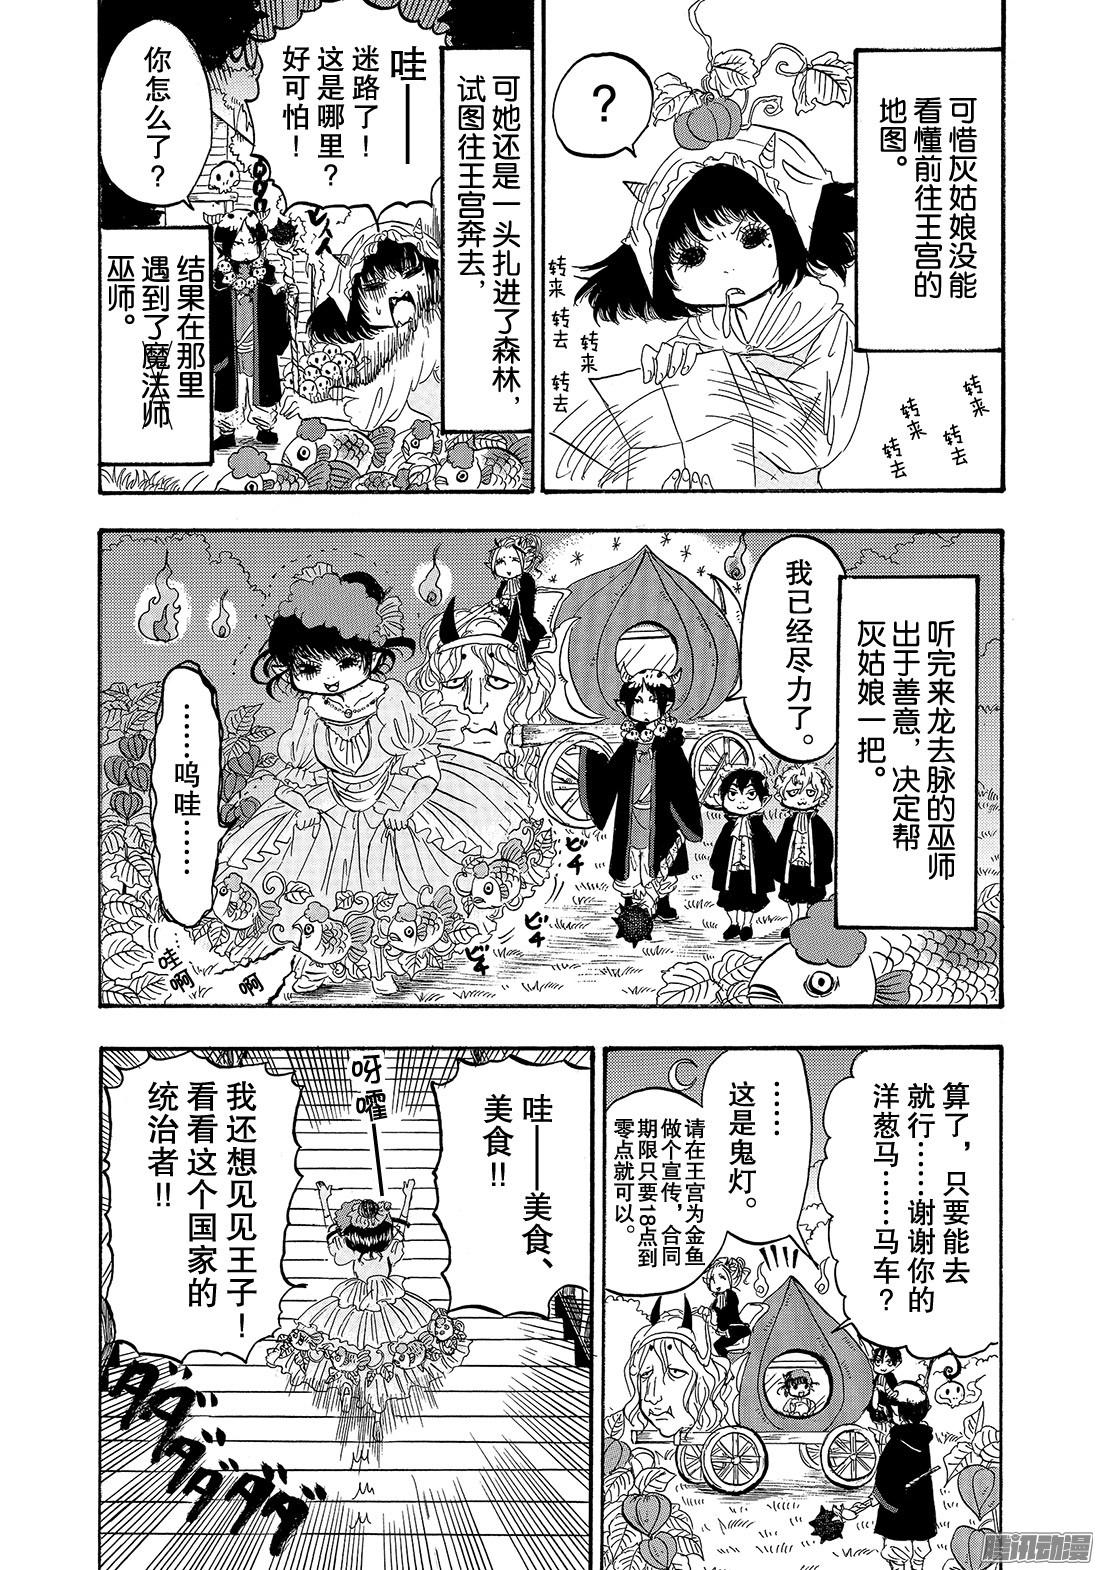 可惜灰姑娘没能
看懂前往王宫的
地图。
？
转来
转去
转来
转去
转来
转去
转来
转去
可她还是一头扎进了森林，
试图往王宫奔去，
哇——
迷路了！
这是哪里？
好可怕！
你怎么了？
结果在那里
遇到了魔法师
巫师。
听完来龙去脉的巫师
出于善意，决定帮
灰姑娘一把。
我已经尽力了。
……呜哇……
ビチ
ビチ
ビチ
ビチ
哇啊
啊
算了，只要能去
就行……谢谢你的
洋葱马……马车？
……
这是鬼灯。
请在王宫为金鱼
做个宣传，合同
期限只要18点到
零点就可以。
！！
哇——美食、
美食!!
呀嚯——
我还想见见王子！
看看这个国家的
统治者!!
腾讯动漫